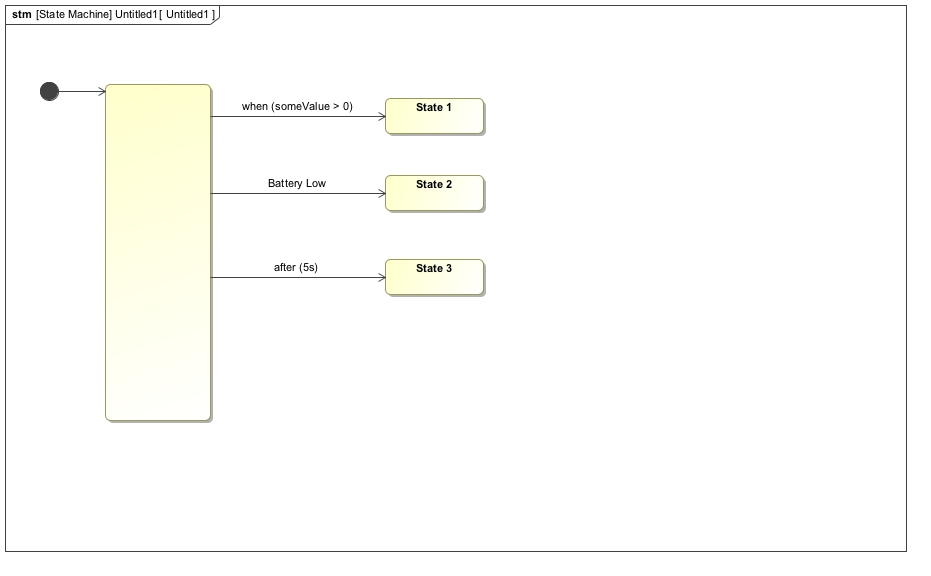 stm [State Machine] Untitled1[ Untitled1 ]
when (someValue > 0)
State 1
Battery Low
State 2
after (5s)
State 3